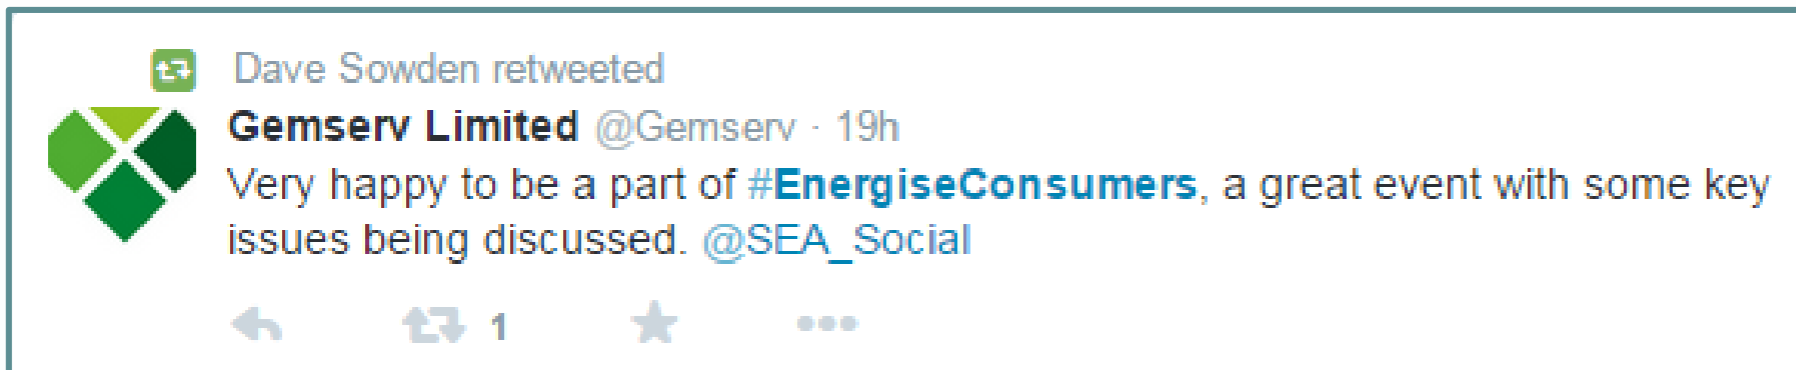 Dave Sowden retweeted
Gemserv Limited @Gemserv · 19h
Very happy to be a part of #EnergiseConsumers, a great event with some key
issues being discussed. @SEA_Social
1